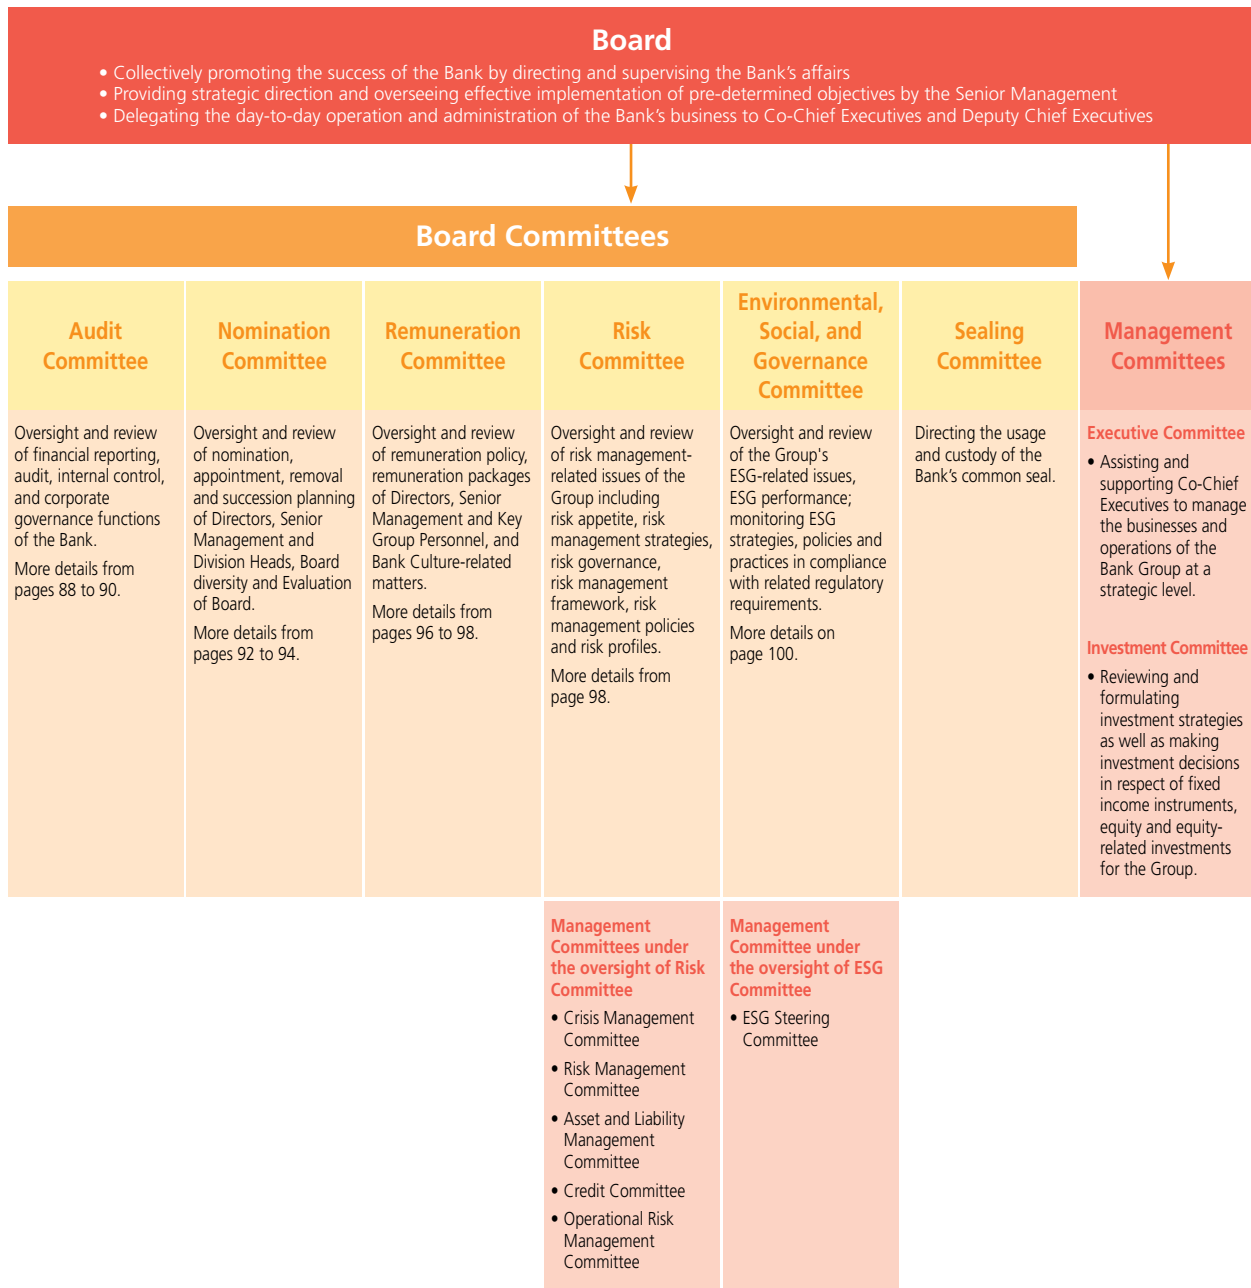 Board
• Collectively promoting the success of the Bank by directing and supervising the Bank’s affairs
• Providing strategic direction and overseeing effective implementation of pre-determined objectives by the Senior Management
• Delegating the day-to-day operation and administration of the Bank’s business to Co-Chief Executives and Deputy Chief Executives
Board Committees
Audit
Committee
Oversight and review
of financial reporting,
audit, internal control,
and corporate
governance functions
of the Bank.
More details from
pages 88 to 90.
Nomination
Committee
Oversight and review
of nomination,
appointment, removal
and succession planning
of Directors, Senior
Management and
Division Heads, Board
diversity and Evaluation
of Board.
More details from
pages 92 to 94.
Remuneration
Committee
Oversight and review
of remuneration policy,
remuneration packages
of Directors, Senior
Management and Key
Group Personnel, and
Bank Culture-related
matters.
More details from
pages 96 to 98.
Risk
Committee
Oversight and review
of risk management-
related issues of the
Group including
risk appetite, risk
management strategies,
risk governance,
risk management
framework, risk
management policies
and risk profiles.
More details from
page 98.
Management
Committees under
the oversight of Risk
Committee
• Crisis Management
Committee
• Risk Management
Committee
• Asset and Liability
Management
Committee
• Credit Committee
• Operational Risk
Management
Committee
Environmental,
Social, and
Governance
Committee
Oversight and review
of the Group's
ESG-related issues,
ESG performance;
monitoring ESG
strategies, policies and
practices in compliance
with related regulatory
requirements.
More details on
page 100.
Management
Committee under
the oversight of ESG
Committee
• ESG Steering
Committee
Sealing
Committee
Directing the usage
and custody of the
Bank’s common seal.
Management
Committees
Executive Committee
• Assisting and
supporting Co-Chief
Executives to manage
the businesses and
operations of the
Bank Group at a
strategic level.
Investment Committee
• Reviewing and
formulating
investment strategies
as well as making
investment decisions
in respect of fixed
income instruments,
equity and equity-
related investments
for the Group.